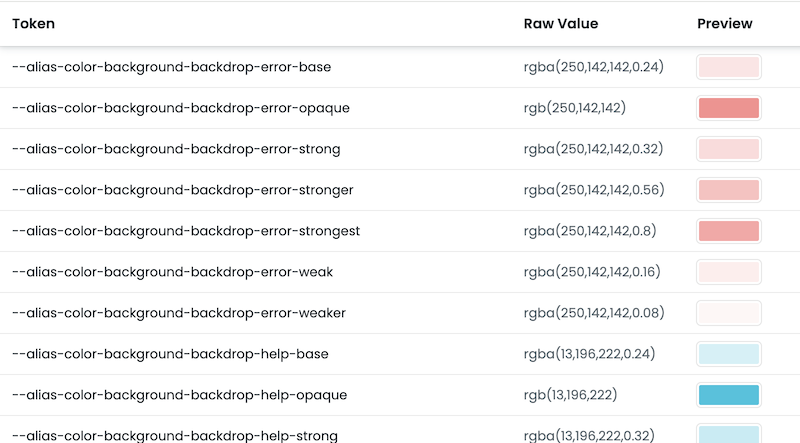 Token Raw Value Preview
--alias-color-background-backdrop-error-base rgba(250,142,142,0.24)
--alias-color-background-backdrop-error-opaque rgb(250,142,142)
--alias-color-background-backdrop-error-strong rgba(250,142,142,0.32)
--alias-color-background-backdrop-error-stronger rgba(250,142,142,0.56)
--alias-color-background-backdrop-error-strongest rgba(250,142,142,0.8)
--alias-color-background-backdrop-error-weak rgba(250,142,142,0.16)
--alias-color-background-backdrop-error-weaker rgba(250,142,142,0.08)
--alias-color-background-backdrop-help-base rgba(13,196,222,0.24)
--alias-color-background-backdrop-help-opaque rgb(13,196,222)
--alias-color-background-backdrop-help-strong rgba(13,196,222,0.32)